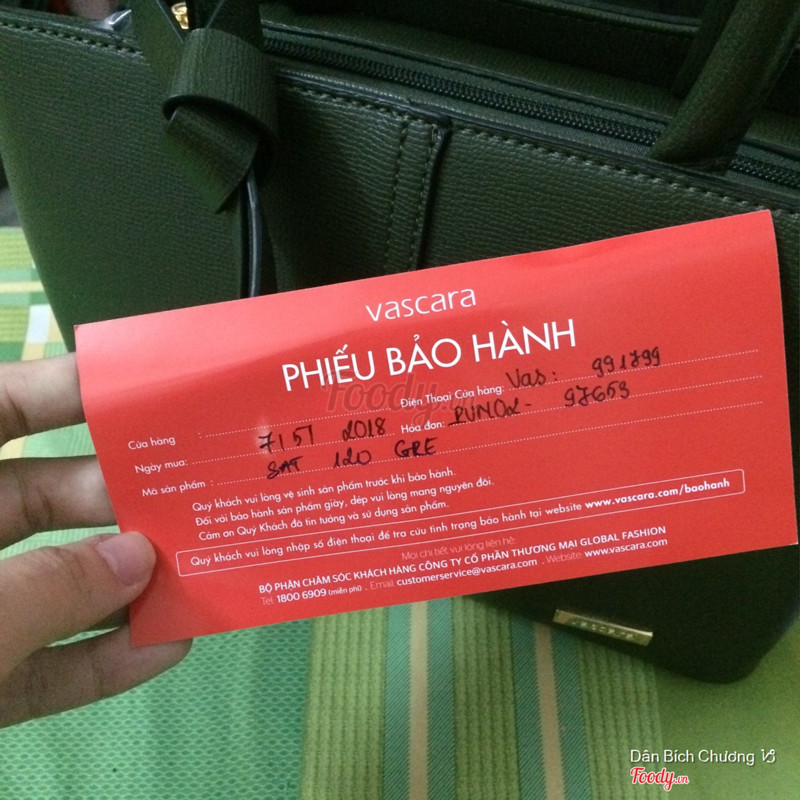 vascara
PHIẾU BẢO HÀNH
Cửa hàng : Điện Thoại Cửa hàng: Vas: 991799
Ngày mua: 7/5/ 2018 Hóa đơn: PVN02- 97653
Mã sản phẩm : SAT 120 GRE
Quý khách vui lòng vệ sinh sản phẩm trước khi bảo hành.
Đối với bảo hành sản phẩm giày, dép vui lòng mang nguyên đôi.
Cảm ơn Quý Khách đã tin tưởng và sử dụng sản phẩm.
Quý khách vui lòng nhập số điện thoại để tra cứu tình trạng bảo hành tại website www.vascara.com/baohanh
Mọi chi tiết vui lòng liên hệ:
BỘ PHẬN CHĂM SÓC KHÁCH HÀNG CÔNG TY CỔ PHẦN THƯƠNG MẠI GLOBAL FASHION
Tel: 1800 6909 (miễn phí) . Email: customerservice@vascara.com . Website: www.vascara.com
VASCARA
Foody.vn
Dân Bích Chương
Foody.vn